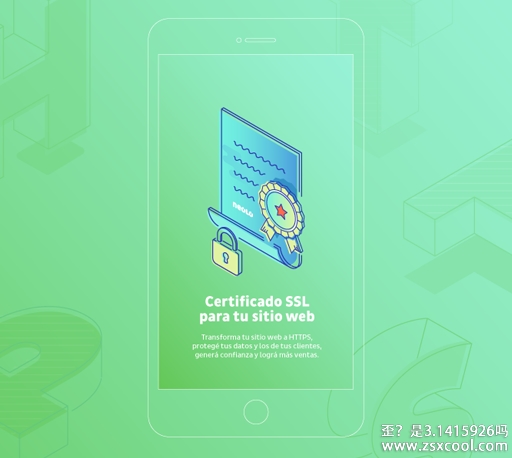 Certificado SSL
para tu sitio web
Transforma tu sitio web a HTTPS,
protegé tus datos y los de tus clientes,
generá confianza y lográ más ventas.
歪？是3.1415926吗
www.zsxcool.com